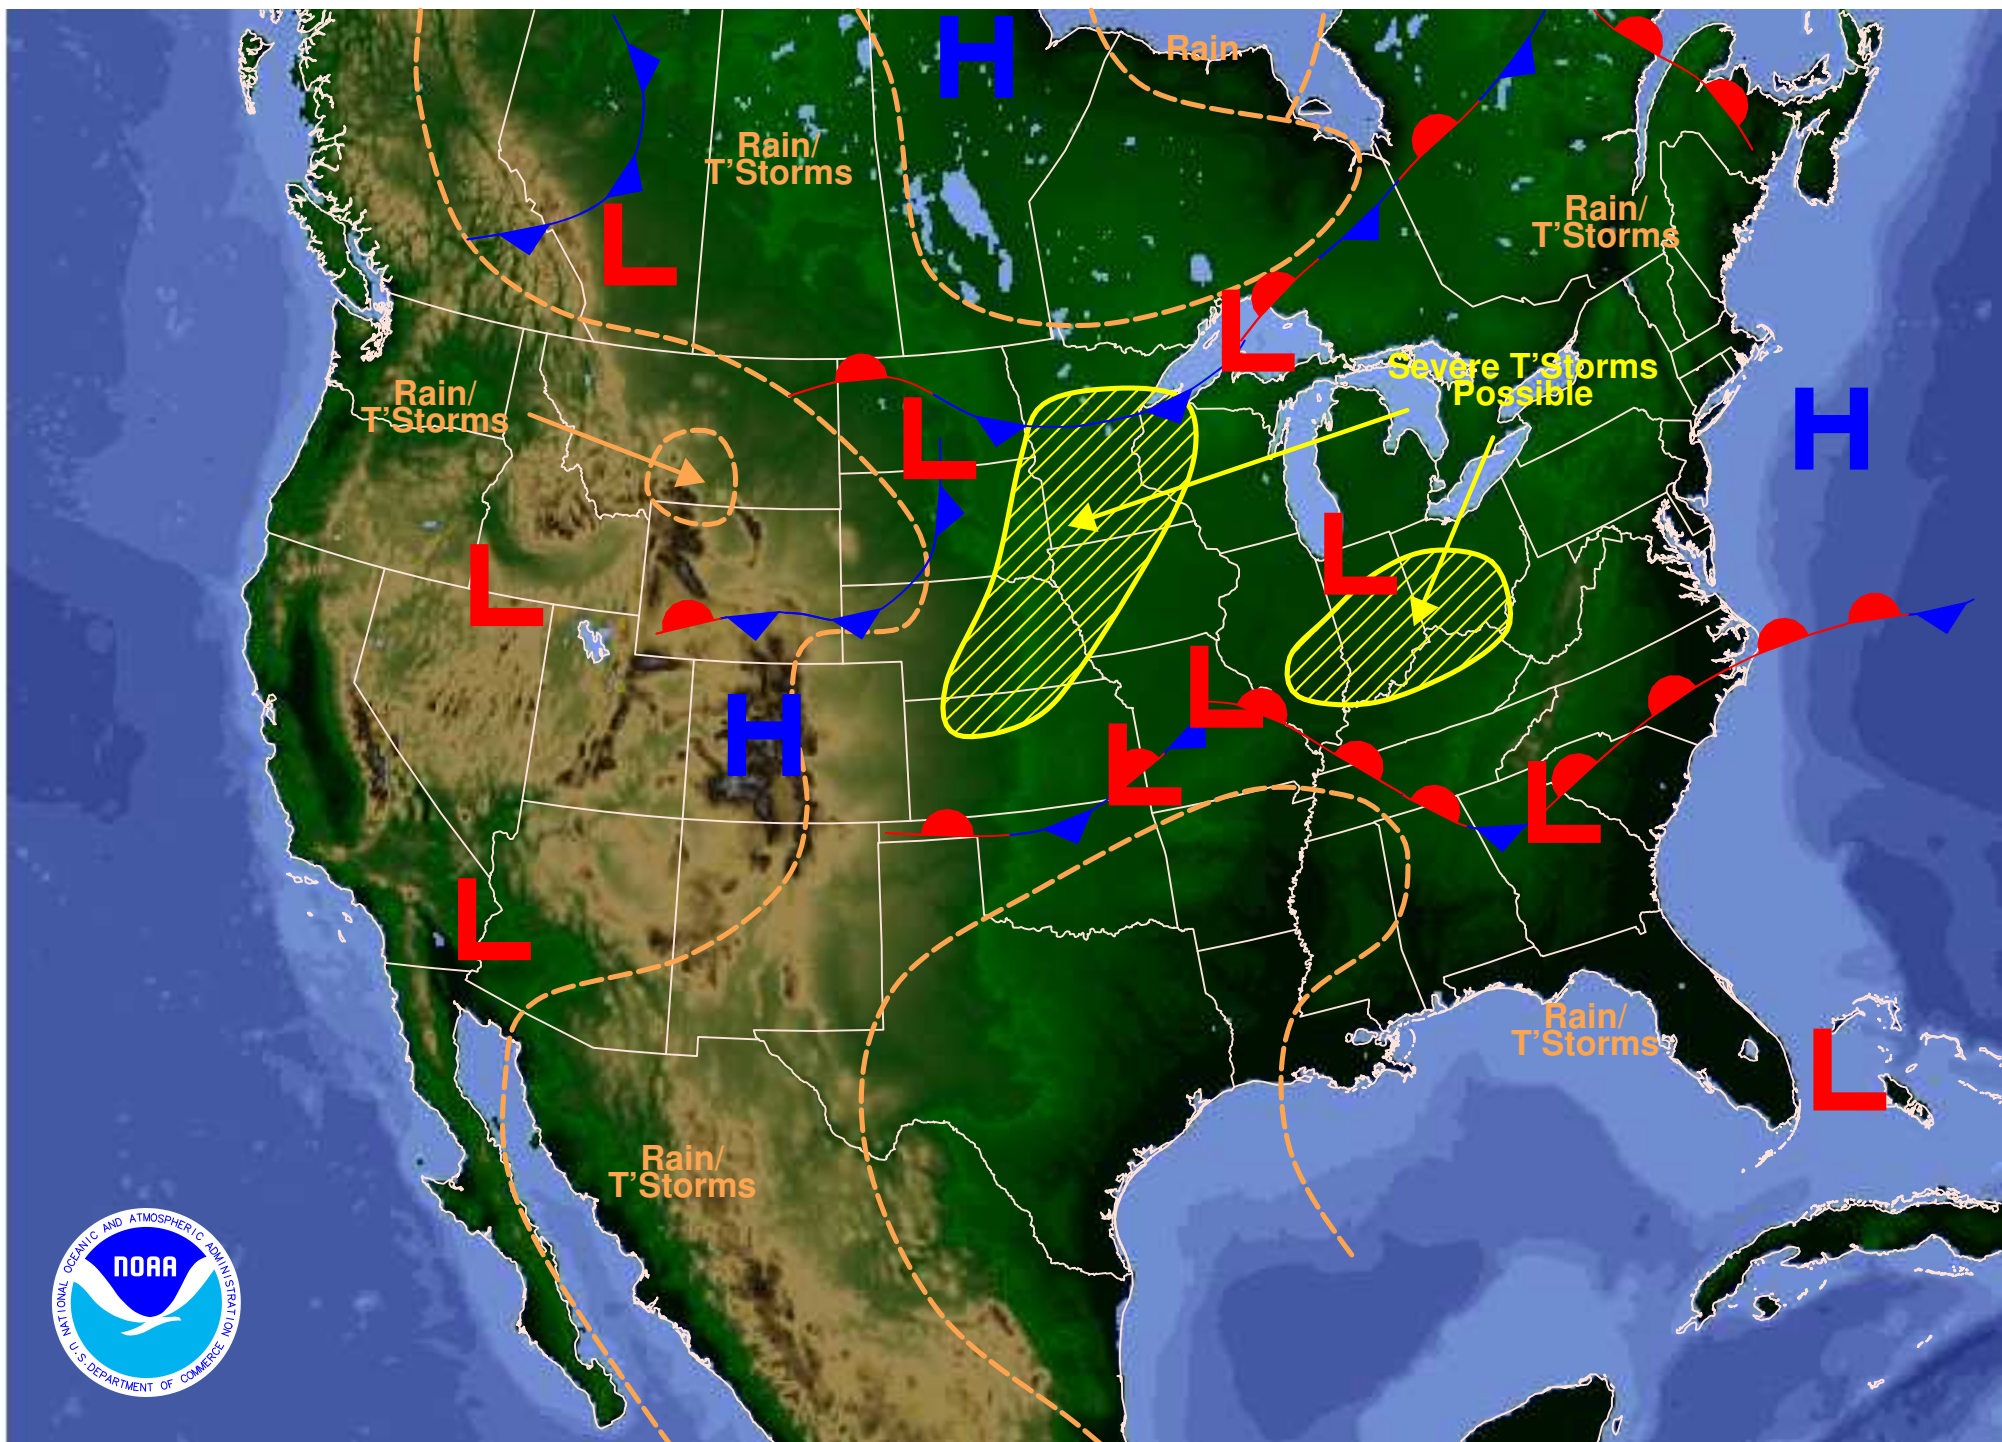 H
Rain
Rain/
T'Storms
Rain/
T'Storms
L
L
Severe T'Storms
Possible
Rain/
T'Storms
H
L
L
L
H
L
L
L
L
Rain/
T'Storms
L
Rain/
T'Storms
NATIONAL OCEANIC AND ATMOSPHERIC ADMINISTRATION
NOAA
U.S. DEPARTMENT OF COMMERCE